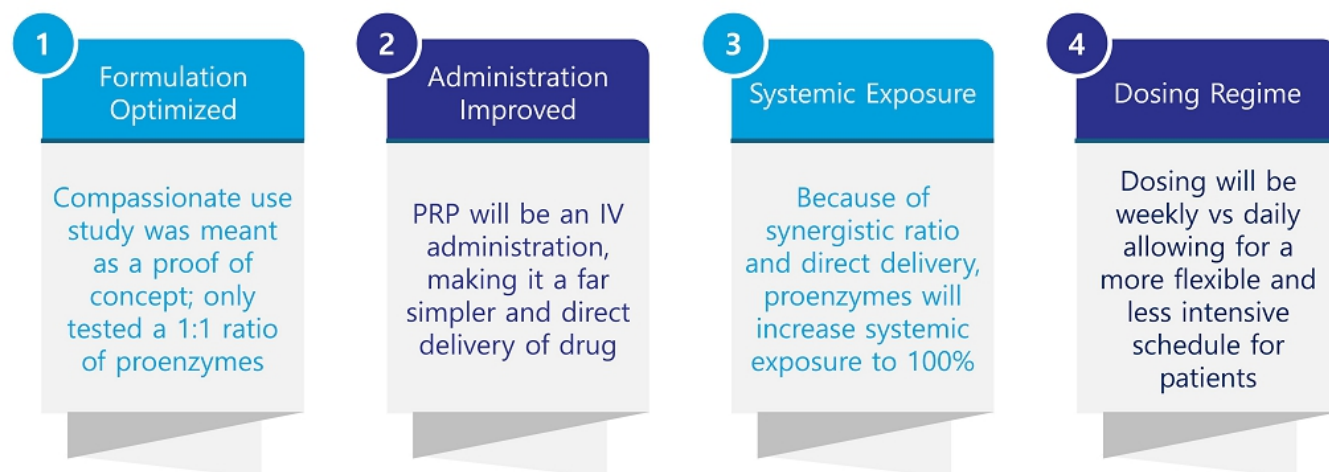 1
Formulation
Optimized
Compassionate use
study was meant
as a proof of
concept; only
tested a 1:1 ratio
of proenzymes
2
Administration
Improved
PRP will be an IV
administration,
making it a far
simpler and direct
delivery of drug
3
Systemic Exposure
Because of
synergistic ratio
and direct delivery,
proenzymes will
increase systemic
exposure to 100%
4
Dosing Regime
Dosing will be
weekly vs daily
allowing for a
more flexible and
less intensive
schedule for
patients